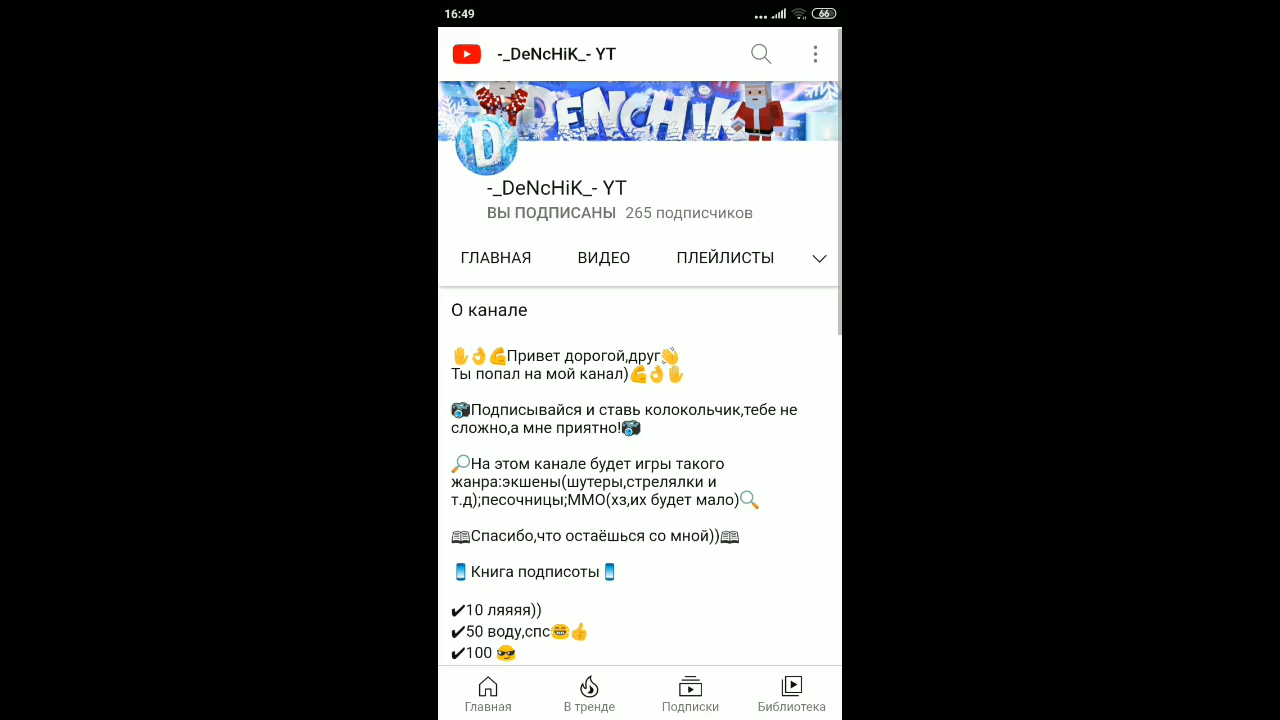 16:49
66
-_DeNcHiK_- YT
DENCHIK
D
-_DeNcHiK_- YT
ВЫ ПОДПИСАНЫ 265 подписчиков
ГЛАВНАЯ ВИДЕО ПЛЕЙЛИСТЫ
О канале
✋👌💪Привет дорогой,друг👋
Ты попал на мой канал)💪👌✋
📷Подписывайся и ставь колокольчик,тебе не
сложно,а мне приятно!📷
🔎На этом канале будет игры такого
жанра:экшены(шутеры,стрелялки и
т.д);песочницы;ММО(хз,их будет мало)🔍
📖Спасибо,что остаёшься со мной))📖
📱Книга подписоты📱
✔10 ляяяя))
✔50 воду,спс😁👍
✔100 😎
Главная В тренде Подписки Библиотека